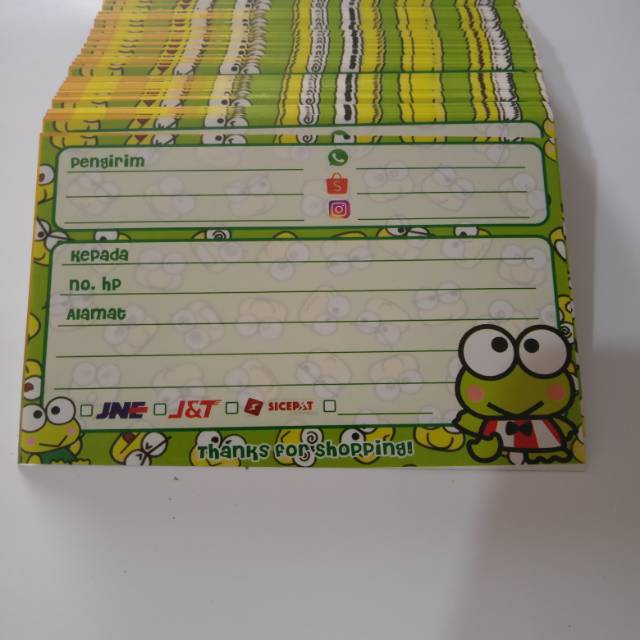 Pengirim
S
Kepada
no. hp
Alamat
JNE J&T SICEPAT
Thanks for shopping!